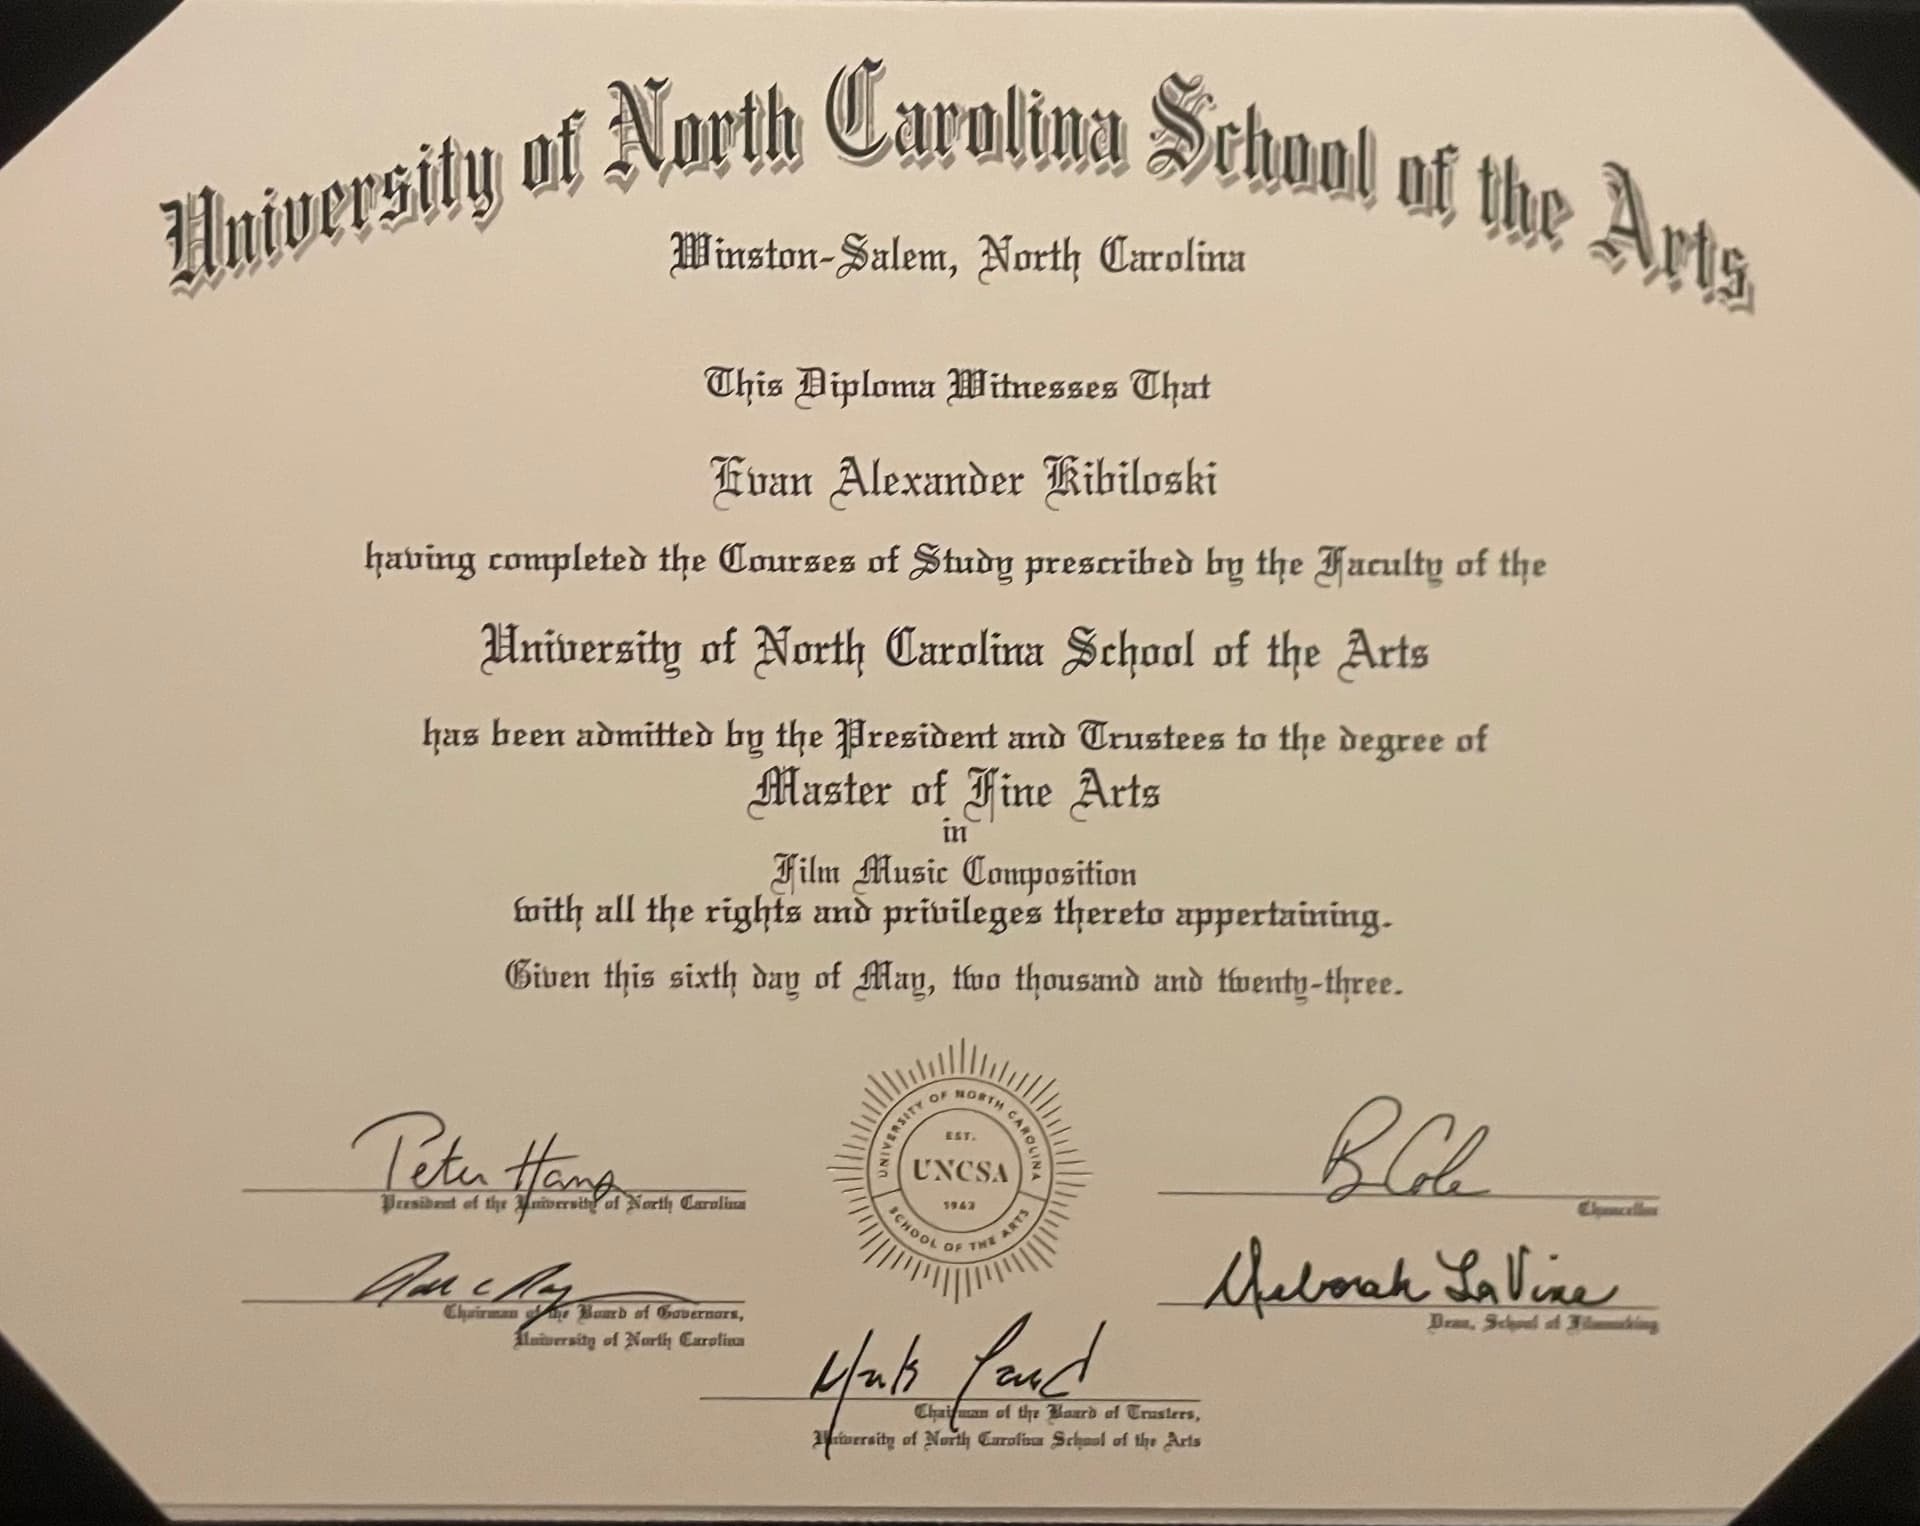 University of North Carolina School of the Arts
Winston-Salem, North Carolina
This Diploma Witnesses That
Evan Alexander Kibiloski
having completed the Courses of Study prescribed by the Faculty of the
University of North Carolina School of the Arts
has been admitted by the President and Trustees to the degree of
Master of Fine Arts
in
Film Music Composition
with all the rights and privileges thereto appertaining.
Given this sixth day of May, two thousand and twenty-three.
UNIVERSITY OF NORTH CAROLINA
EST.
UNCSA
1963
SCHOOL OF THE ARTS
Peter Hans
President of the University of North Carolina
B Cole
Chancellor
Chairman of the Board of Governors,
University of North Carolina
Deborah LaVine
Dean, School of Filmmaking
Mark
Chairman of the Board of Trustees,
University of North Carolina School of the Arts